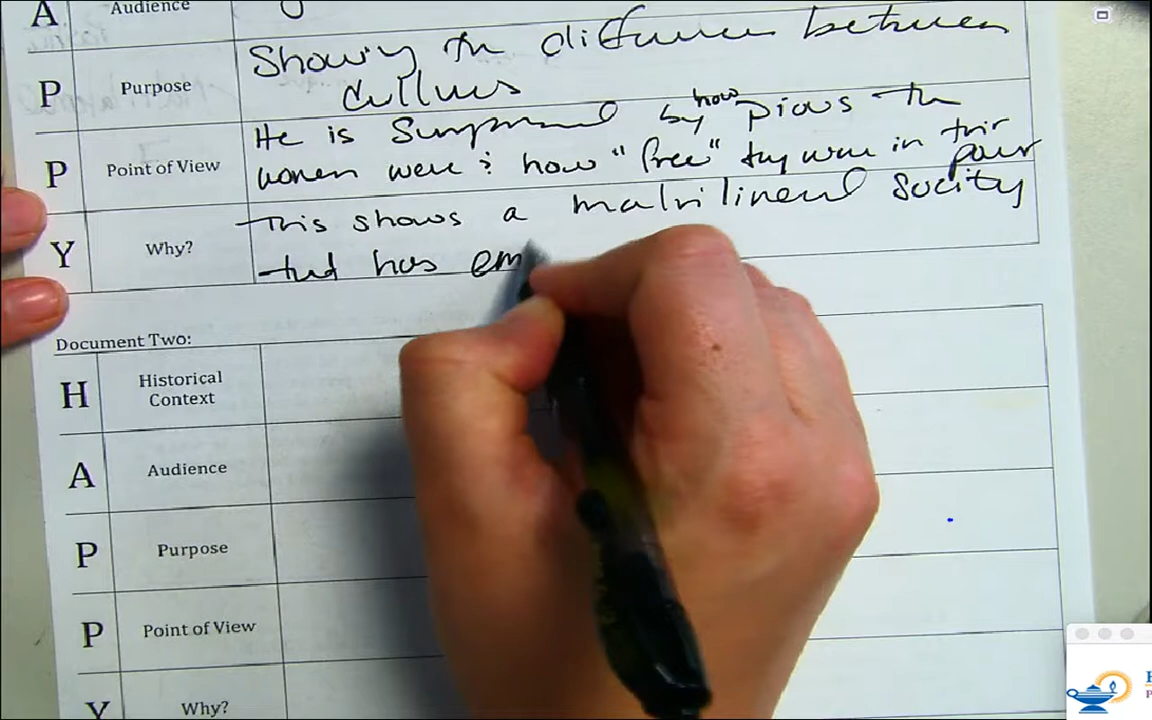 A Audience
P Purpose Showing the difference between
cultures
P Point of View He is surprised by how pious the
women were & how "free" they were in their
Y Why? This shows a matrilineal society
that has em
Document Two:
H Historical
Context
A Audience
P Purpose
P Point of View
Y Why?